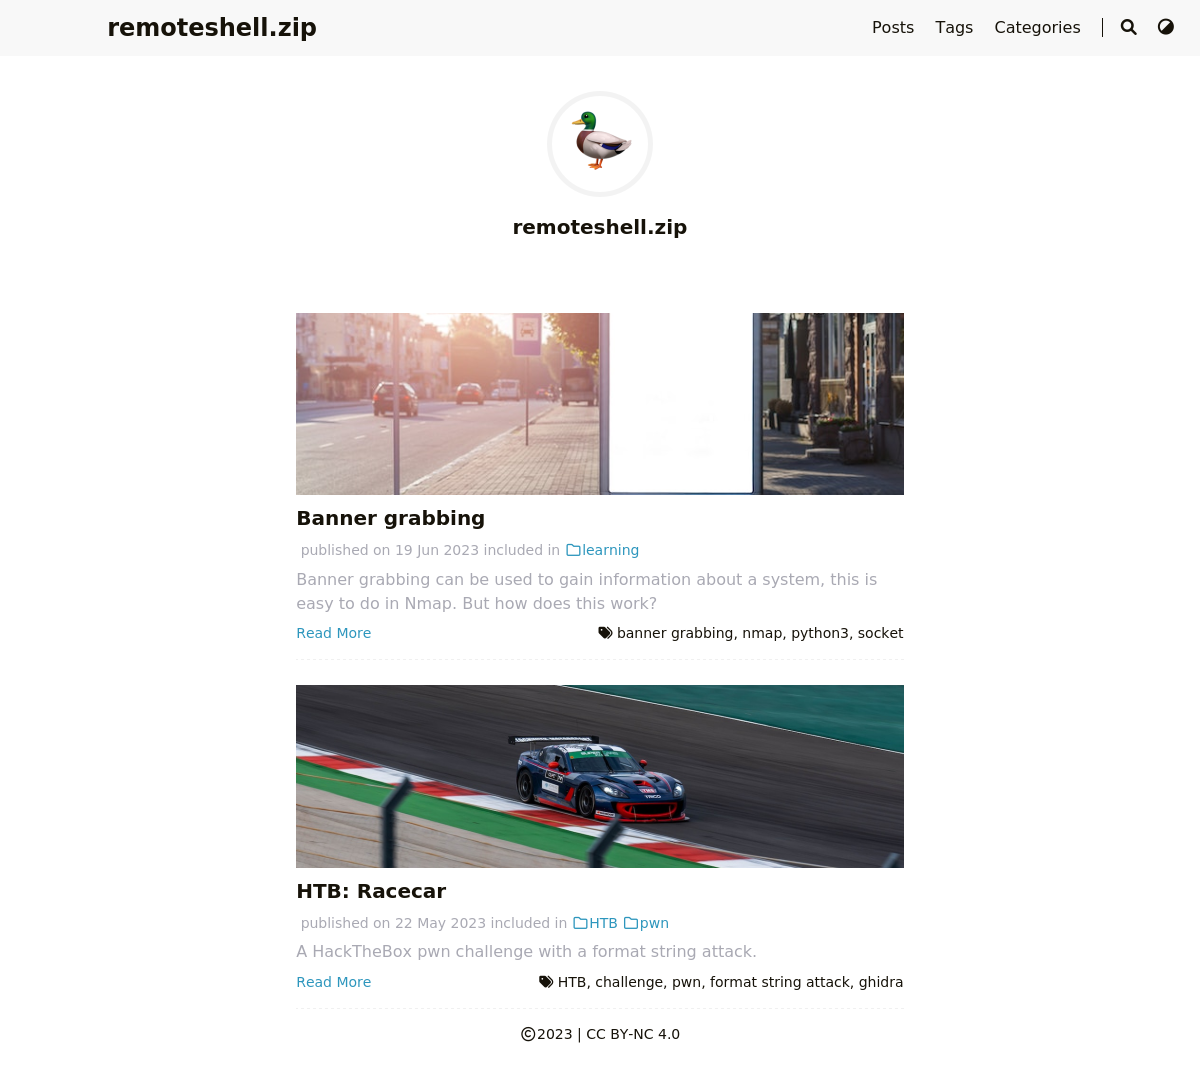 remoteshell.zip
Posts Tags Categories
remoteshell.zip
Banner grabbing
published on 19 Jun 2023 included in learning
Banner grabbing can be used to gain information about a system, this is
easy to do in Nmap. But how does this work?
Read More
banner grabbing, nmap, python3, socket
HTB: Racecar
published on 22 May 2023 included in HTB pwn
A HackTheBox pwn challenge with a format string attack.
Read More
HTB, challenge, pwn, format string attack, ghidra
©2023 | CC BY-NC 4.0